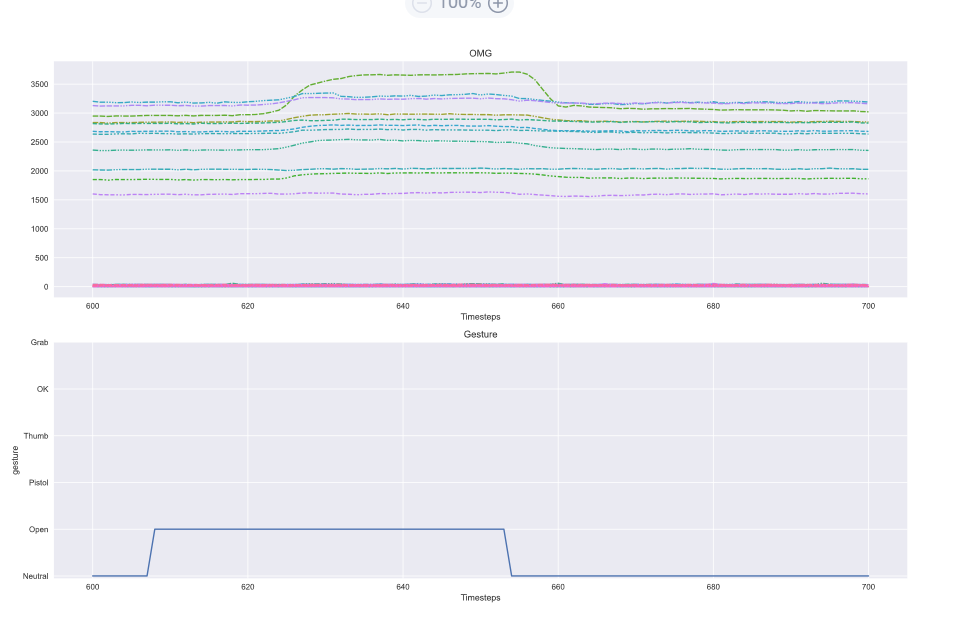 100%
OMG
3500
3000
2500
2000
1500
1000
500
0
600 620 640 660 680 700
Timesteps
Gesture
gesture
Grab
OK
Thumb
Pistol
Open
Neutral
600 620 640 660 680 700
Timesteps